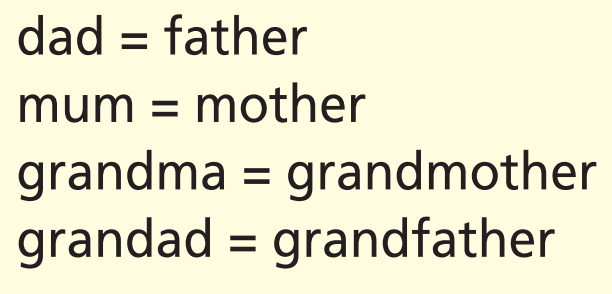 dad = father
mum = mother
grandma = grandmother
grandad = grandfather